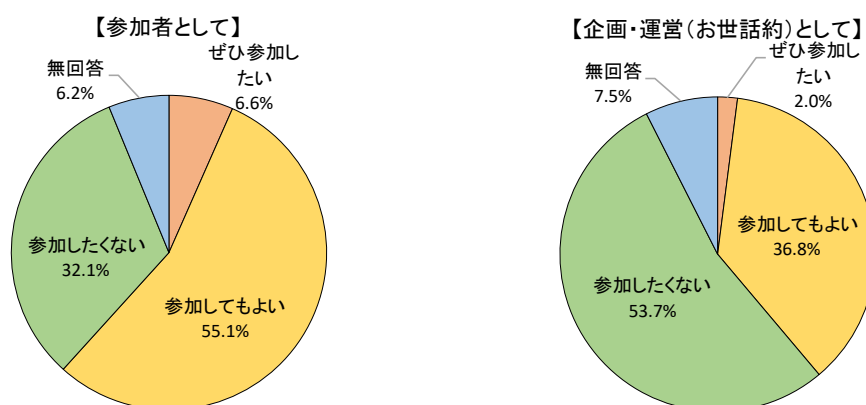 【参加者として】
ぜひ参加し
たい
6.6%
無回答
6.2%
参加したくない
32.1%
参加してもよい
55.1%
【企画・運営(お世話約)として】
ぜひ参加し
たい
2.0%
無回答
7.5%
参加してもよい
36.8%
参加したくない
53.7%